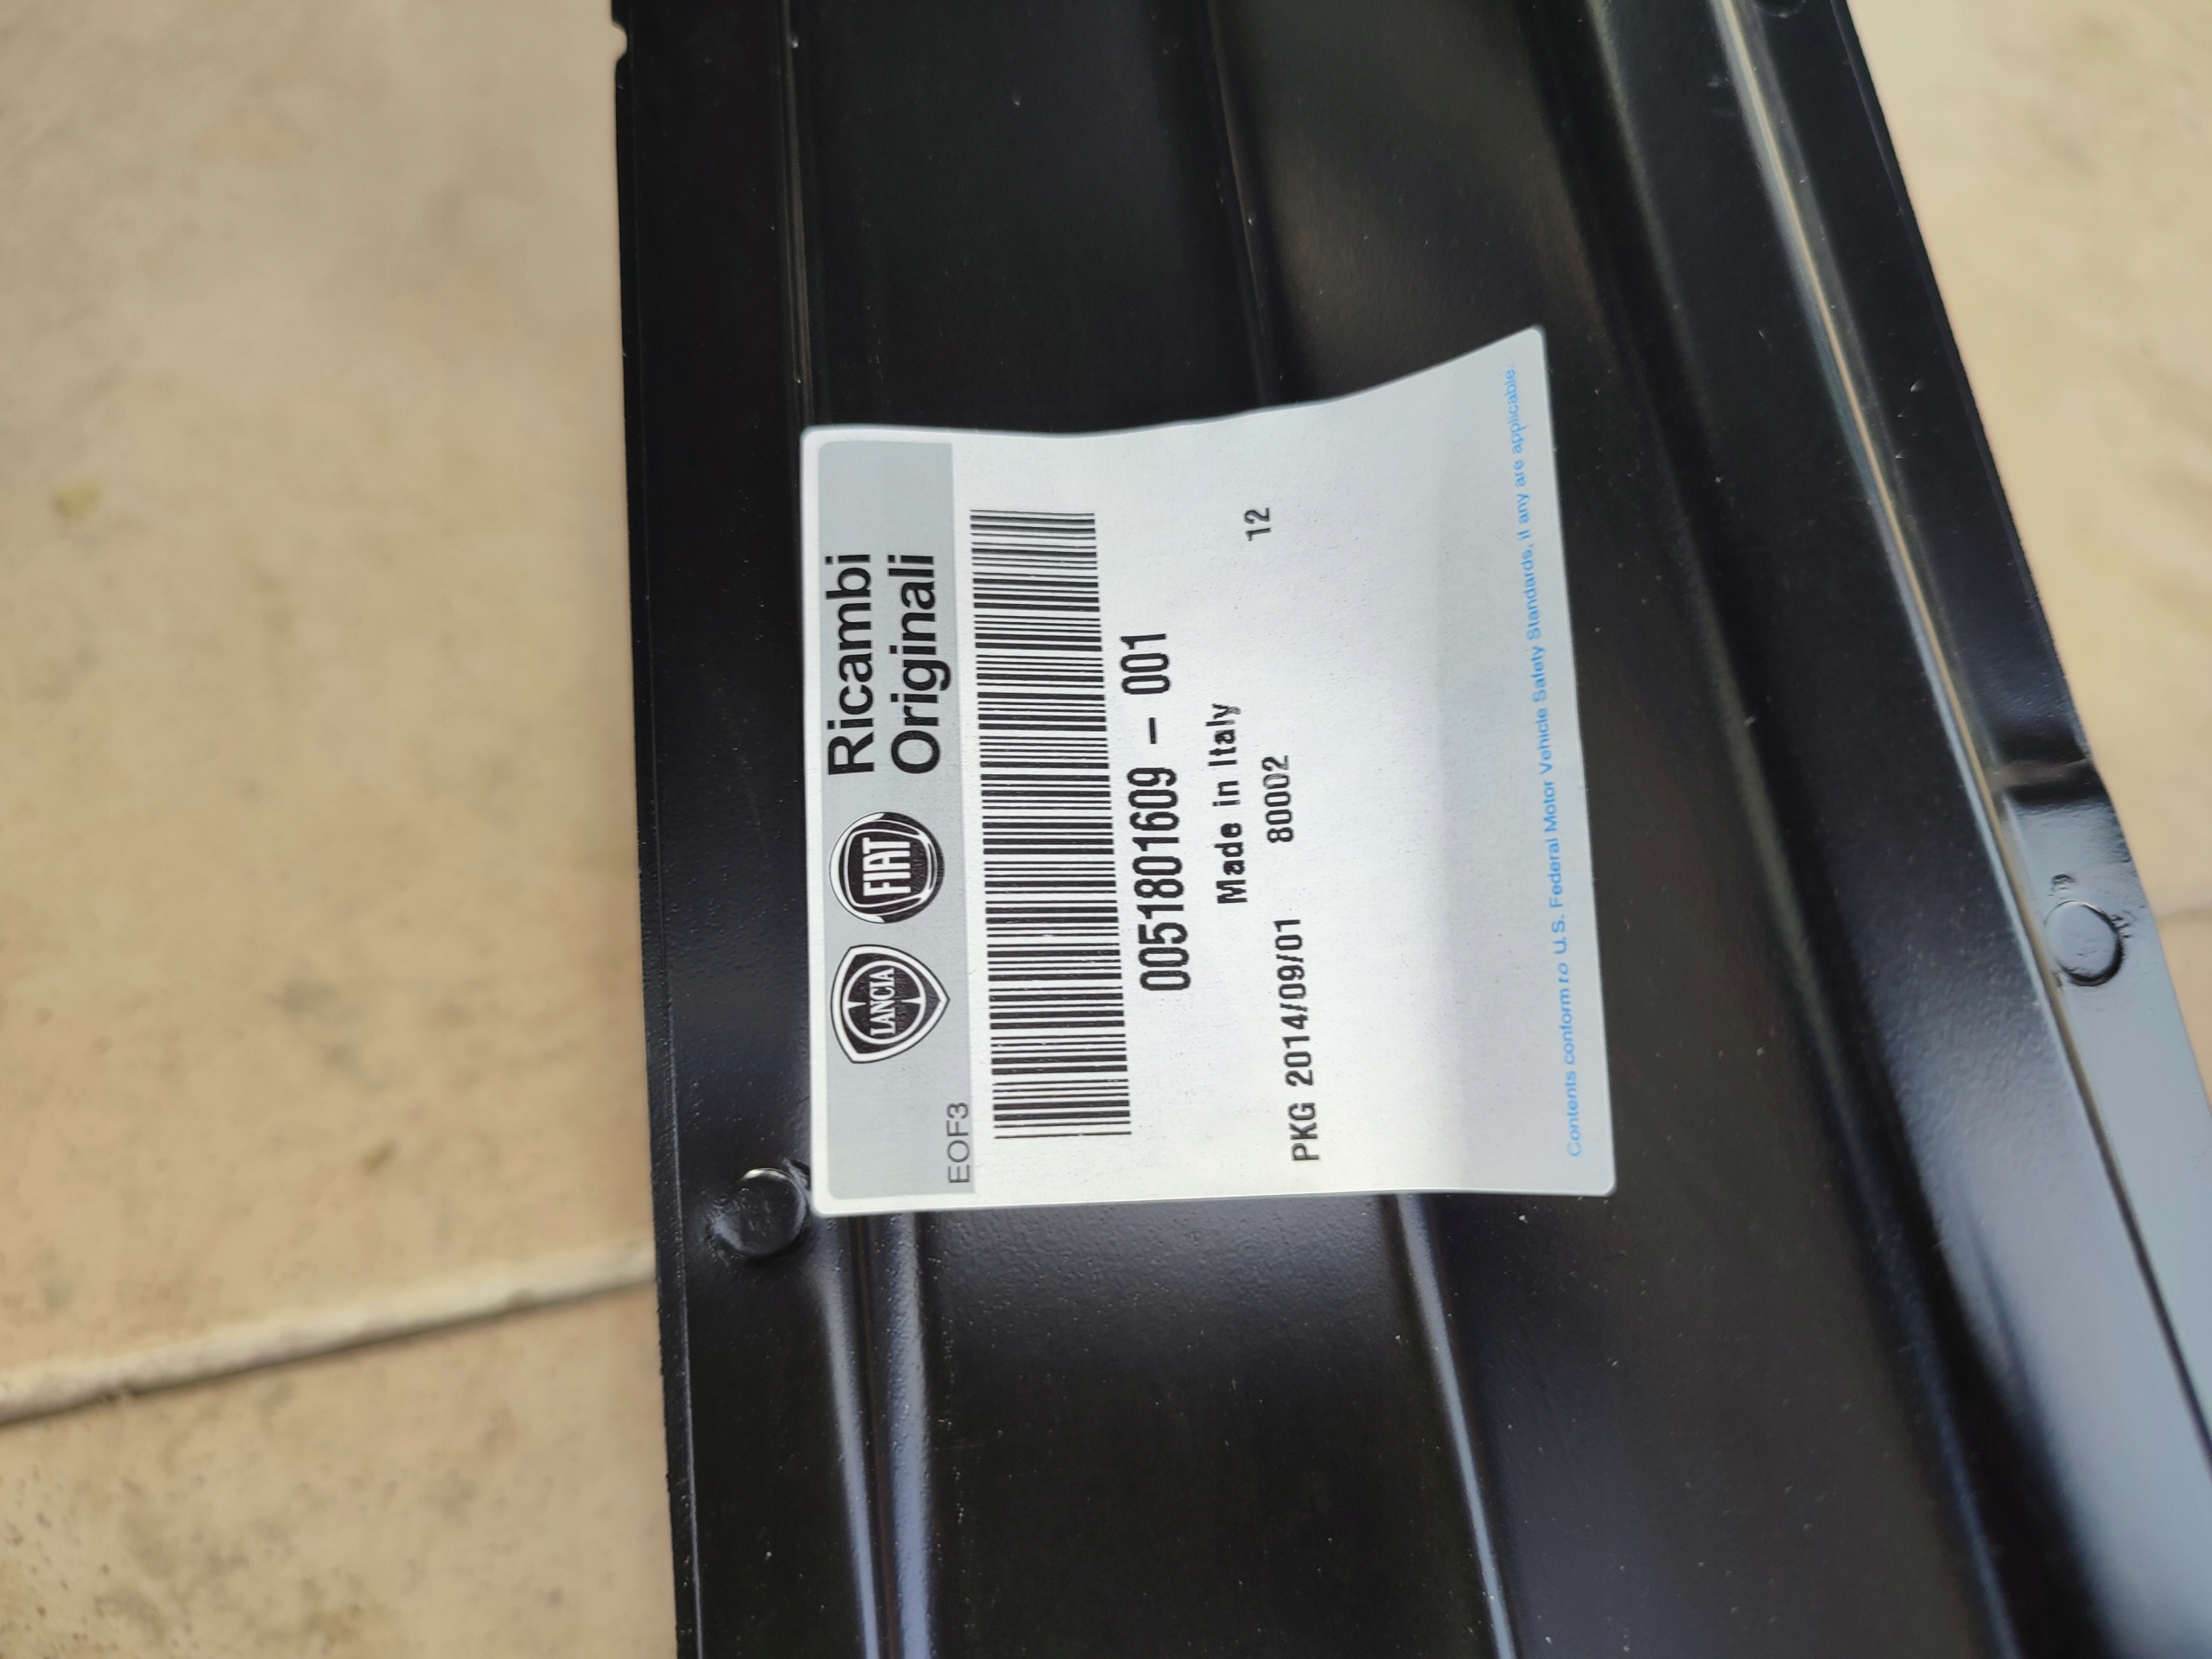 LANCIA
FIAT
Ricambi
Originali
EOF3
0051801609 – 001
Made in Italy
PKG 2014/09/01 80002 12
Contents conform to U.S. Federal Motor Vehicle Safety Standards, if any are applicable